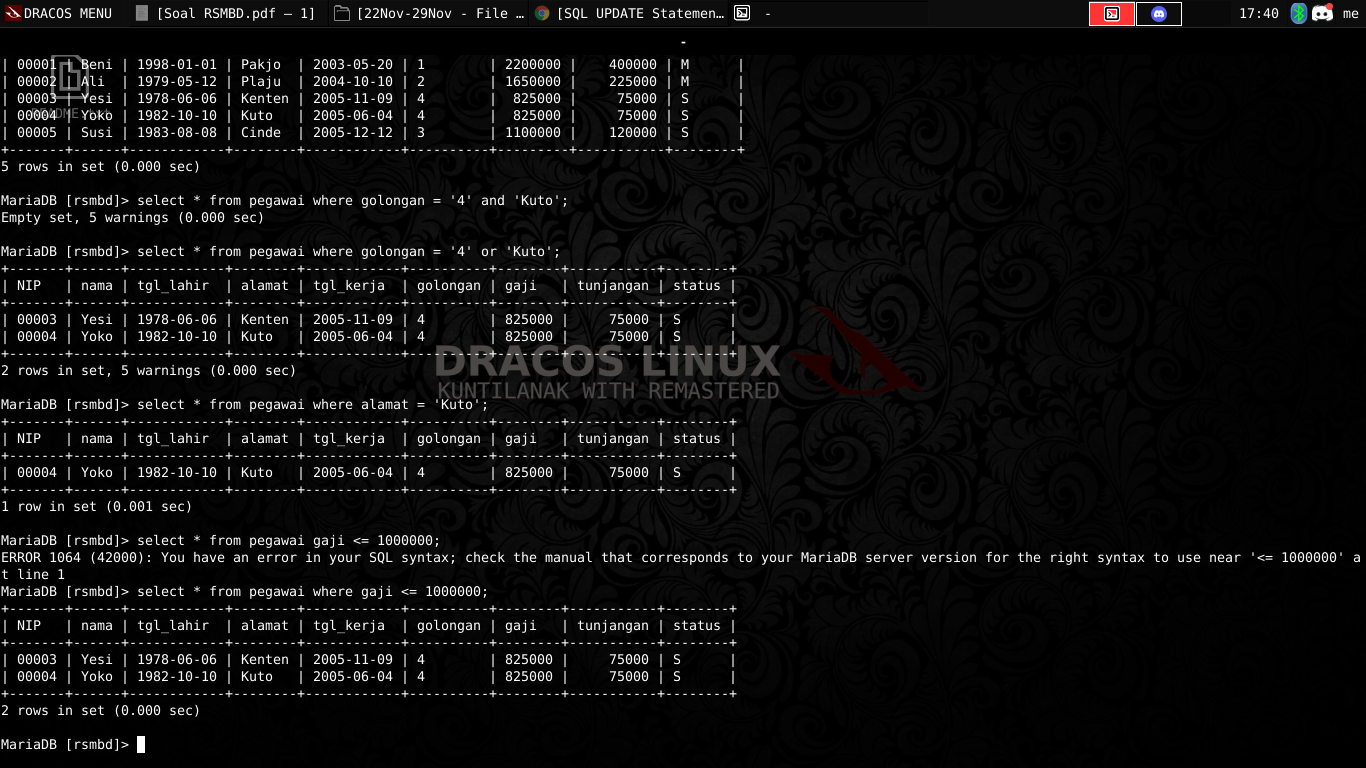 DRACOS MENU [Soal RSMBD.pdf — 1] [22Nov-29Nov - File ... [SQL UPDATE Statemen... - 17:40 me
-
| 00001 | Beni | 1998-01-01 | Pakjo  | 2003-05-20 | 1        | 2200000 |    400000 | M      |
| 00002 | Ali  | 1979-05-12 | Plaju  | 2004-10-10 | 2        | 1650000 |    225000 | M      |
| 00003 | Yesi | 1978-06-06 | Kenten | 2005-11-09 | 4        |  825000 |     75000 | S      |
| 00004 | Yoko | 1982-10-10 | Kuto   | 2005-06-04 | 4        |  825000 |     75000 | S      |
| 00005 | Susi | 1983-08-08 | Cinde  | 2005-12-12 | 3        | 1100000 |    120000 | S      |
+-------+------+------------+--------+------------+----------+---------+-----------+--------+
5 rows in set (0.000 sec)
MariaDB [rsmbd]> select * from pegawai where golongan = '4' and 'Kuto';
Empty set, 5 warnings (0.000 sec)
MariaDB [rsmbd]> select * from pegawai where golongan = '4' or 'Kuto';
+-------+------+------------+--------+------------+----------+--------+-----------+--------+
| NIP   | nama | tgl_lahir  | alamat | tgl_kerja  | golongan | gaji   | tunjangan | status |
+-------+------+------------+--------+------------+----------+--------+-----------+--------+
| 00003 | Yesi | 1978-06-06 | Kenten | 2005-11-09 | 4        | 825000 |     75000 | S      |
| 00004 | Yoko | 1982-10-10 | Kuto   | 2005-06-04 | 4        | 825000 |     75000 | S      |
+-------+------+------------+--------+------------+----------+--------+-----------+--------+
2 rows in set, 5 warnings (0.000 sec)
DRACOS LINUX
KUNTILANAK WITH REMASTERED
MariaDB [rsmbd]> select * from pegawai where alamat = 'Kuto';
+-------+------+------------+--------+------------+----------+--------+-----------+--------+
| NIP   | nama | tgl_lahir  | alamat | tgl_kerja  | golongan | gaji   | tunjangan | status |
+-------+------+------------+--------+------------+----------+--------+-----------+--------+
| 00004 | Yoko | 1982-10-10 | Kuto   | 2005-06-04 | 4        | 825000 |     75000 | S      |
+-------+------+------------+--------+------------+----------+--------+-----------+--------+
1 row in set (0.001 sec)
MariaDB [rsmbd]> select * from pegawai gaji <= 1000000;
ERROR 1064 (42000): You have an error in your SQL syntax; check the manual that corresponds to your MariaDB server version for the right syntax to use near '<= 1000000' a
t line 1
MariaDB [rsmbd]> select * from pegawai where gaji <= 1000000;
+-------+------+------------+--------+------------+----------+--------+-----------+--------+
| NIP   | nama | tgl_lahir  | alamat | tgl_kerja  | golongan | gaji   | tunjangan | status |
+-------+------+------------+--------+------------+----------+--------+-----------+--------+
| 00003 | Yesi | 1978-06-06 | Kenten | 2005-11-09 | 4        | 825000 |     75000 | S      |
| 00004 | Yoko | 1982-10-10 | Kuto   | 2005-06-04 | 4        | 825000 |     75000 | S      |
+-------+------+------------+--------+------------+----------+--------+-----------+--------+
2 rows in set (0.000 sec)
MariaDB [rsmbd]>